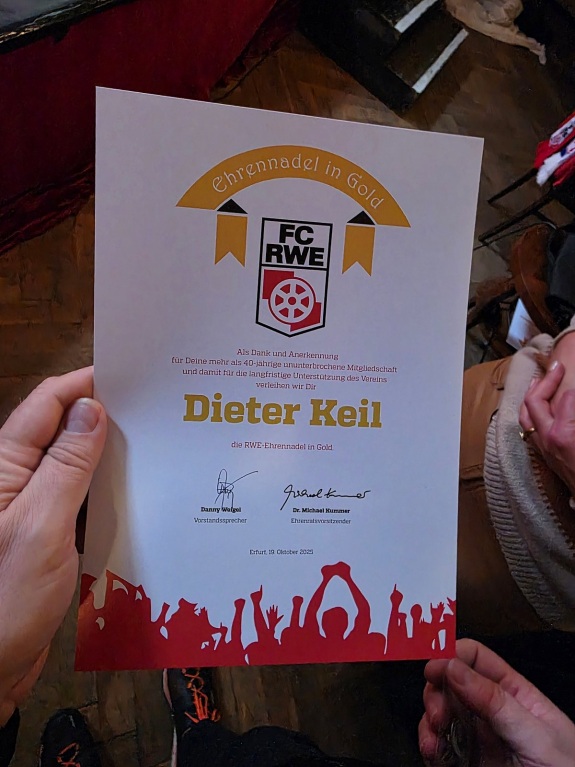 Ehrennadel in Gold
FC
RWE
Als Dank und Anerkennung
für Deine mehr als 40-jährige ununterbrochene Mitgliedschaft
und damit für die langfristige Unterstützung des Vereins
verleihen wir Dir
Dieter Keil
die RWE-Ehrennadel in Gold
Danny Weigel
Vorstandssprecher
Dr. Michael Kummer
Ehrenratsvorsitzender
Erfurt, 19. Oktober 2025